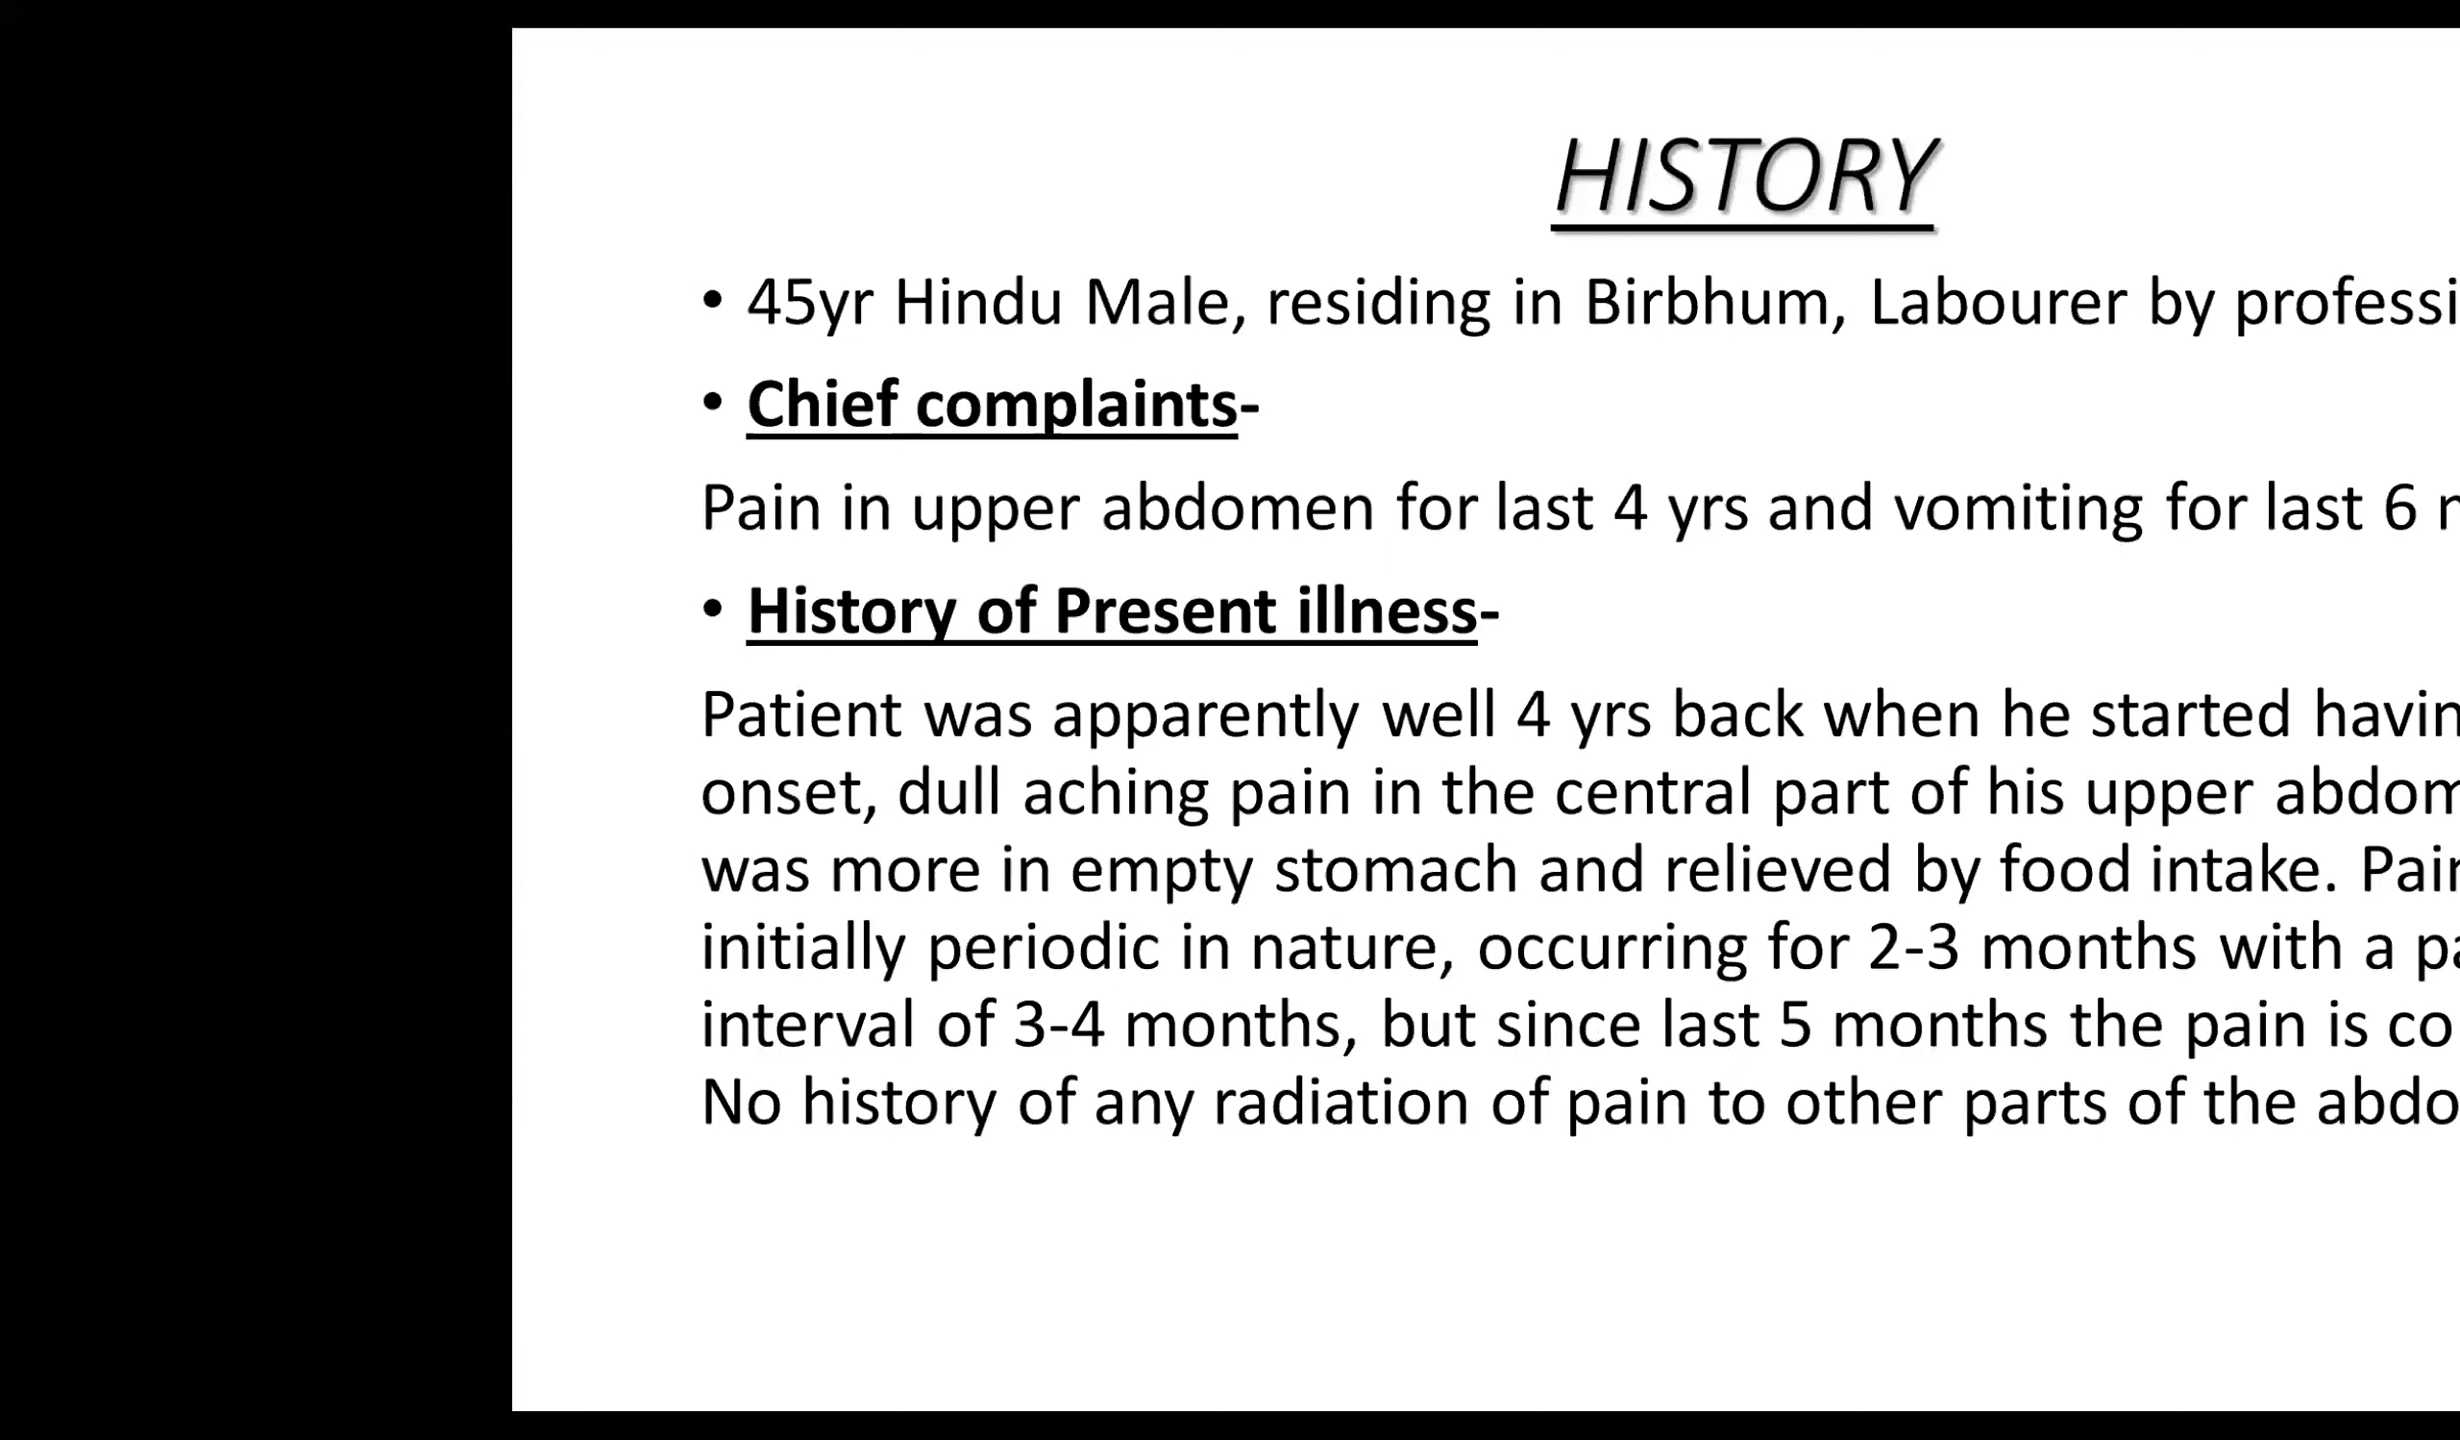 HISTORY
• 45yr Hindu Male, residing in Birbhum, Labourer by professi
• Chief complaints-
Pain in upper abdomen for last 4 yrs and vomiting for last 6
• History of Present illness-
Patient was apparently well 4 yrs back when he started havin
onset, dull aching pain in the central part of his upper abdom
was more in empty stomach and relieved by food intake. Pain
initially periodic in nature, occurring for 2-3 months with a pa
interval of 3-4 months, but since last 5 months the pain is co
No history of any radiation of pain to other parts of the abdo